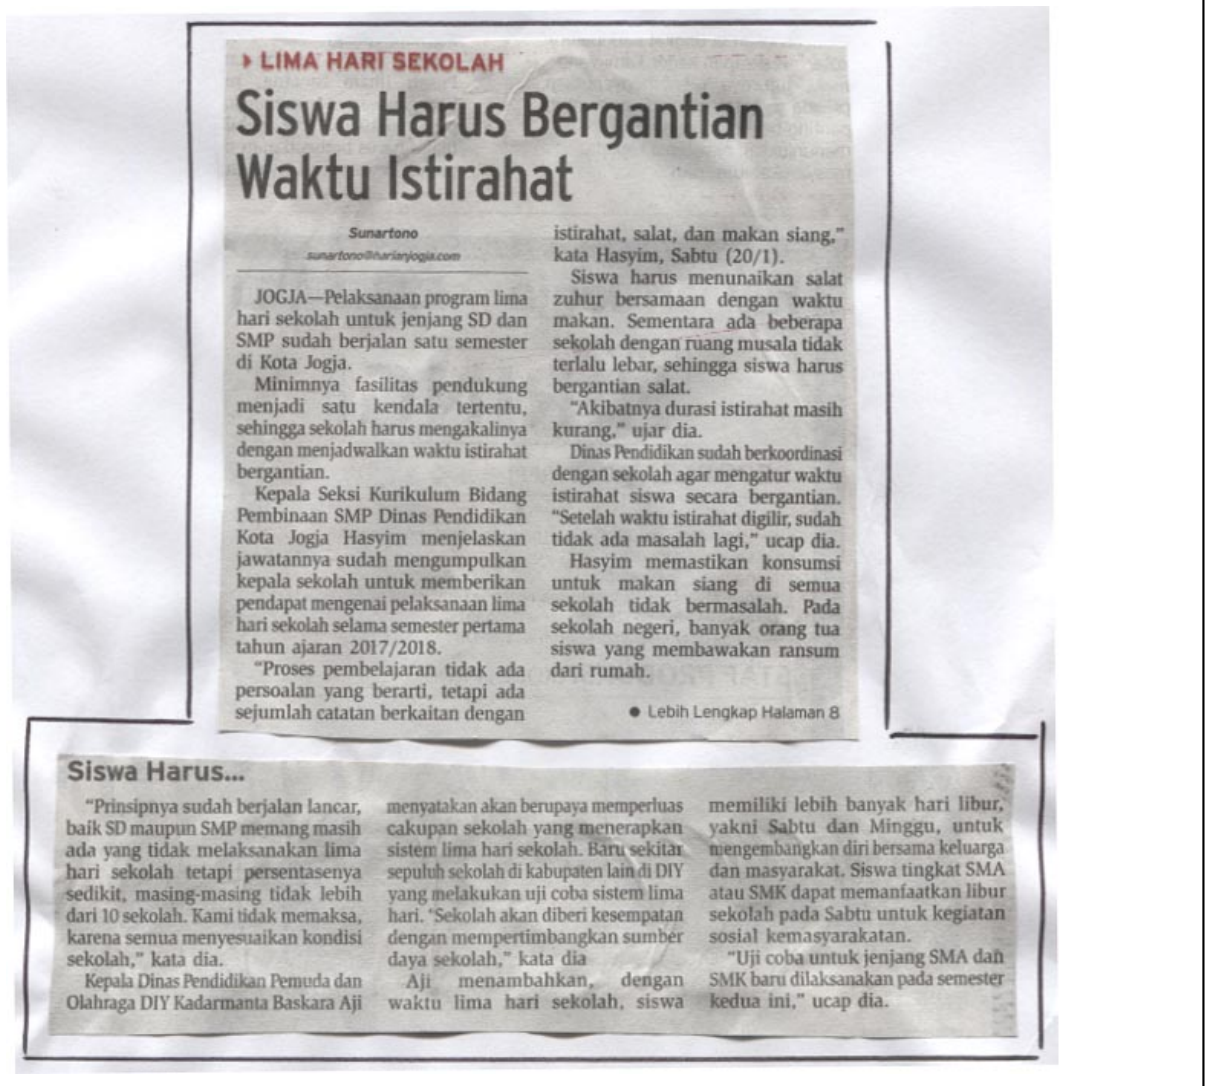 LIMA HARI SEKOLAH
Siswa Harus Bergantian
Waktu Istirahat
Sunartono
sunartono@harianjogja.com
JOGJA—Pelaksanaan program lima
hari sekolah untuk jenjang SD dan
SMP sudah berjalan satu semester
di Kota Jogja.
Minimnya fasilitas pendukung
menjadi satu kendala tertentu,
sehingga sekolah harus mengakalinya
dengan menjadwalkan waktu istirahat
bergantian.
Kepala Seksi Kurikulum Bidang
Pembinaan SMP Dinas Pendidikan
Kota Jogja Hasyim menjelaskan
jawatannya sudah mengumpulkan
kepala sekolah untuk memberikan
pendapat mengenai pelaksanaan lima
hari sekolah selama semester pertama
tahun ajaran 2017/2018.
"Proses pembelajaran tidak ada
persoalan yang berarti, tetapi ada
sejumlah catatan berkaitan dengan
istirahat, salat, dan makan siang,"
kata Hasyim, Sabtu (20/1).
Siswa harus menunaikan salat
zuhur bersamaan dengan waktu
makan. Sementara ada beberapa
sekolah dengan ruang musala tidak
terlalu lebar, sehingga siswa harus
bergantian salat.
"Akibatnya durasi istirahat masih
kurang," ujar dia.
Dinas Pendidikan sudah berkoordinasi
dengan sekolah agar mengatur waktu
istirahat siswa secara bergantian.
"Setelah waktu istirahat digilir, sudah
tidak ada masalah lagi," ucap dia.
Hasyim memastikan konsumsi
untuk makan siang di semua
sekolah tidak bermasalah. Pada
sekolah negeri, banyak orang tua
siswa yang membawakan ransum
dari rumah.
● Lebih Lengkap Halaman 8
Siswa Harus...
"Prinsipnya sudah berjalan lancar,
baik SD maupun SMP memang masih
ada yang tidak melaksanakan lima
hari sekolah tetapi persentasenya
sedikit, masing-masing tidak lebih
dari 10 sekolah. Kami tidak memaksa,
karena semua menyesuaikan kondisi
sekolah," kata dia.
Kepala Dinas Pendidikan Pemuda dan
Olahraga DIY Kadarmanta Baskara Aji
menyatakan akan berupaya memperluas
cakupan sekolah yang menerapkan
sistem lima hari sekolah. Baru sekitar
sepuluh sekolah di kabupaten lain di DIY
yang melakukan uji coba sistem lima
hari. "Sekolah akan diberi kesempatan
dengan mempertimbangkan sumber
daya sekolah," kata dia
Aji menambahkan, dengan
waktu lima hari sekolah, siswa
memiliki lebih banyak hari libur,
yakni Sabtu dan Minggu, untuk
mengembangkan diri bersama keluarga
dan masyarakat. Siswa tingkat SMA
atau SMK dapat memanfaatkan libur
sekolah pada Sabtu untuk kegiatan
sosial kemasyarakatan.
"Uji coba untuk jenjang SMA dan
SMK baru dilaksanakan pada semester
kedua ini," ucap dia.